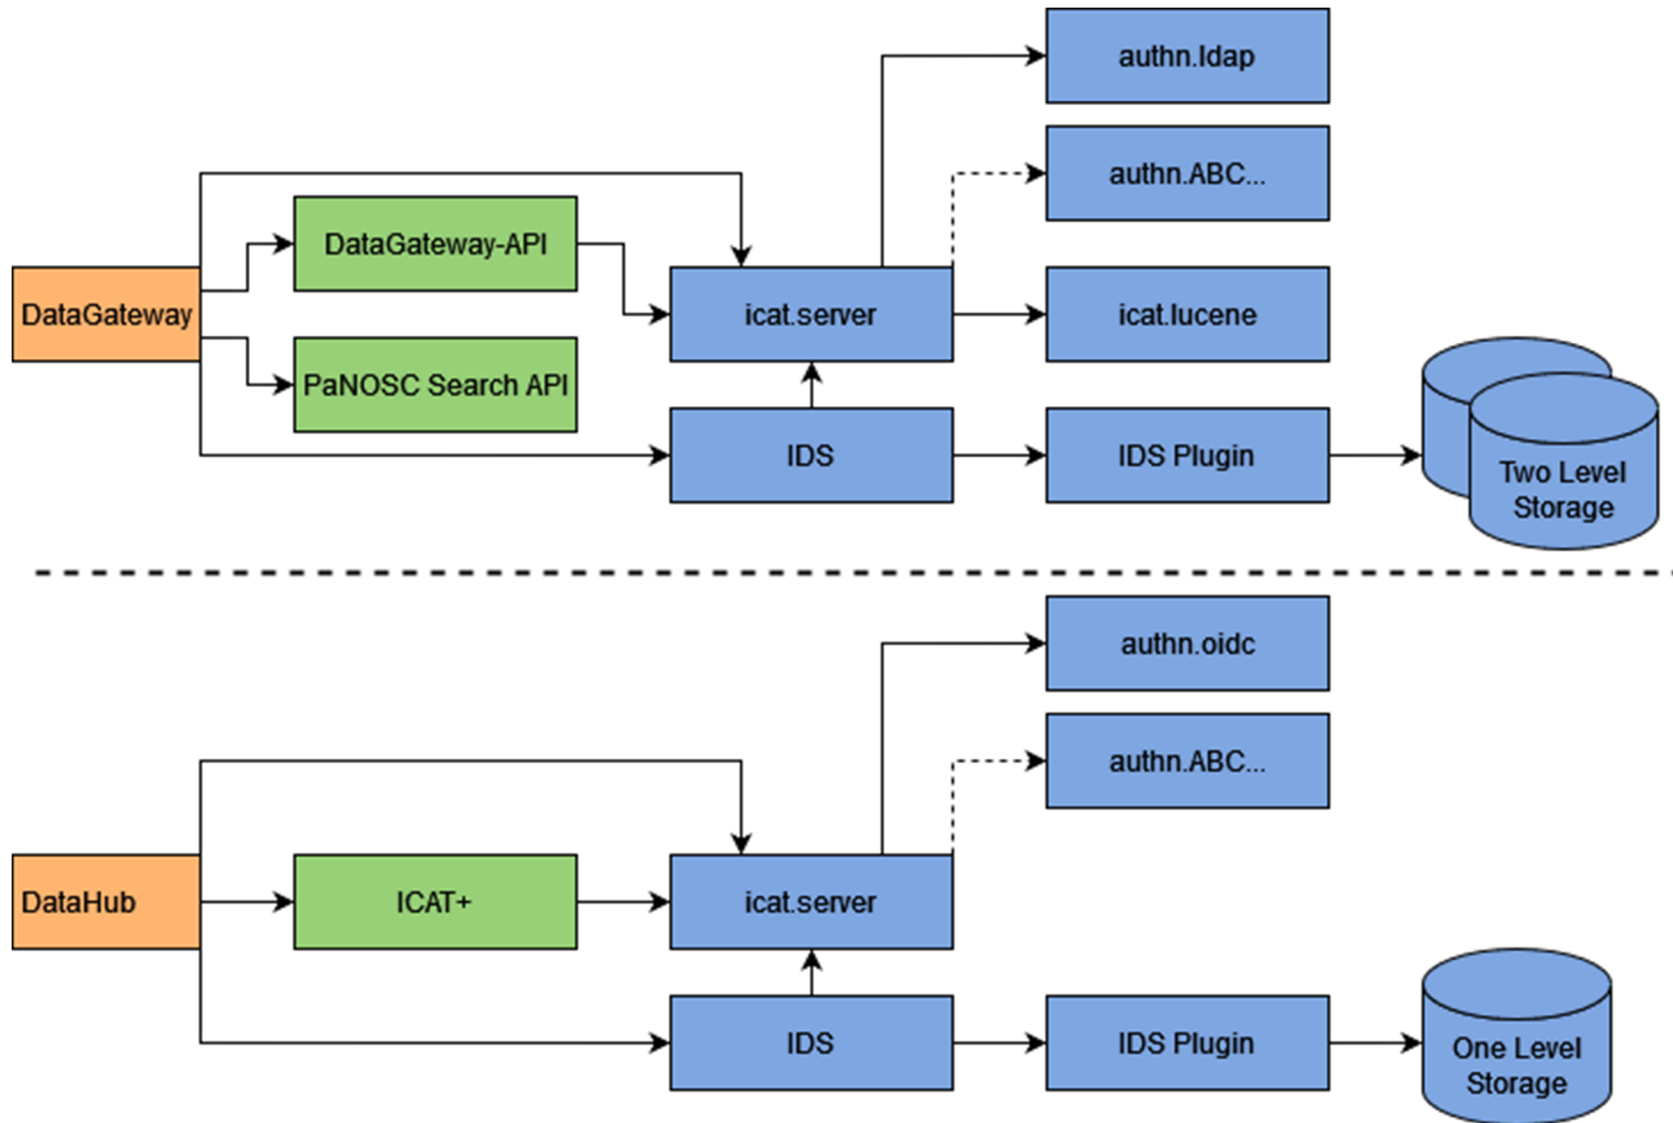 authn.ldap
authn.ABC...
DataGateway-API
DataGateway
icat.server
icat.lucene
PaNOSC Search API
IDS
IDS Plugin
Two Level
Storage
authn.oidc
authn.ABC...
DataHub
ICAT+
icat.server
IDS
IDS Plugin
One Level
Storage